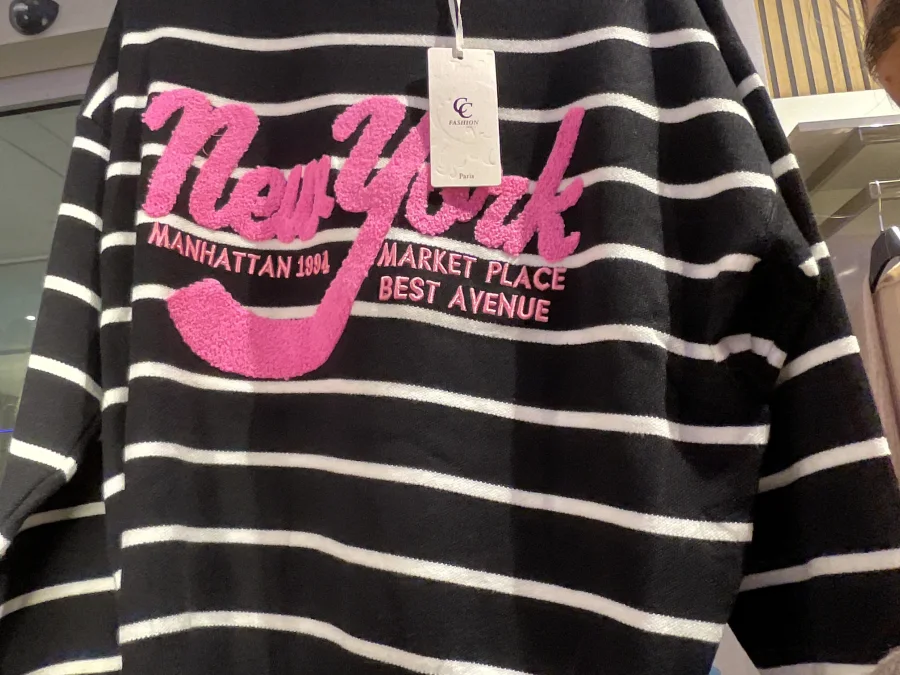 CC
FASHION
Paris
New York
MANHATTAN 1994
MARKET PLACE
BEST AVENUE